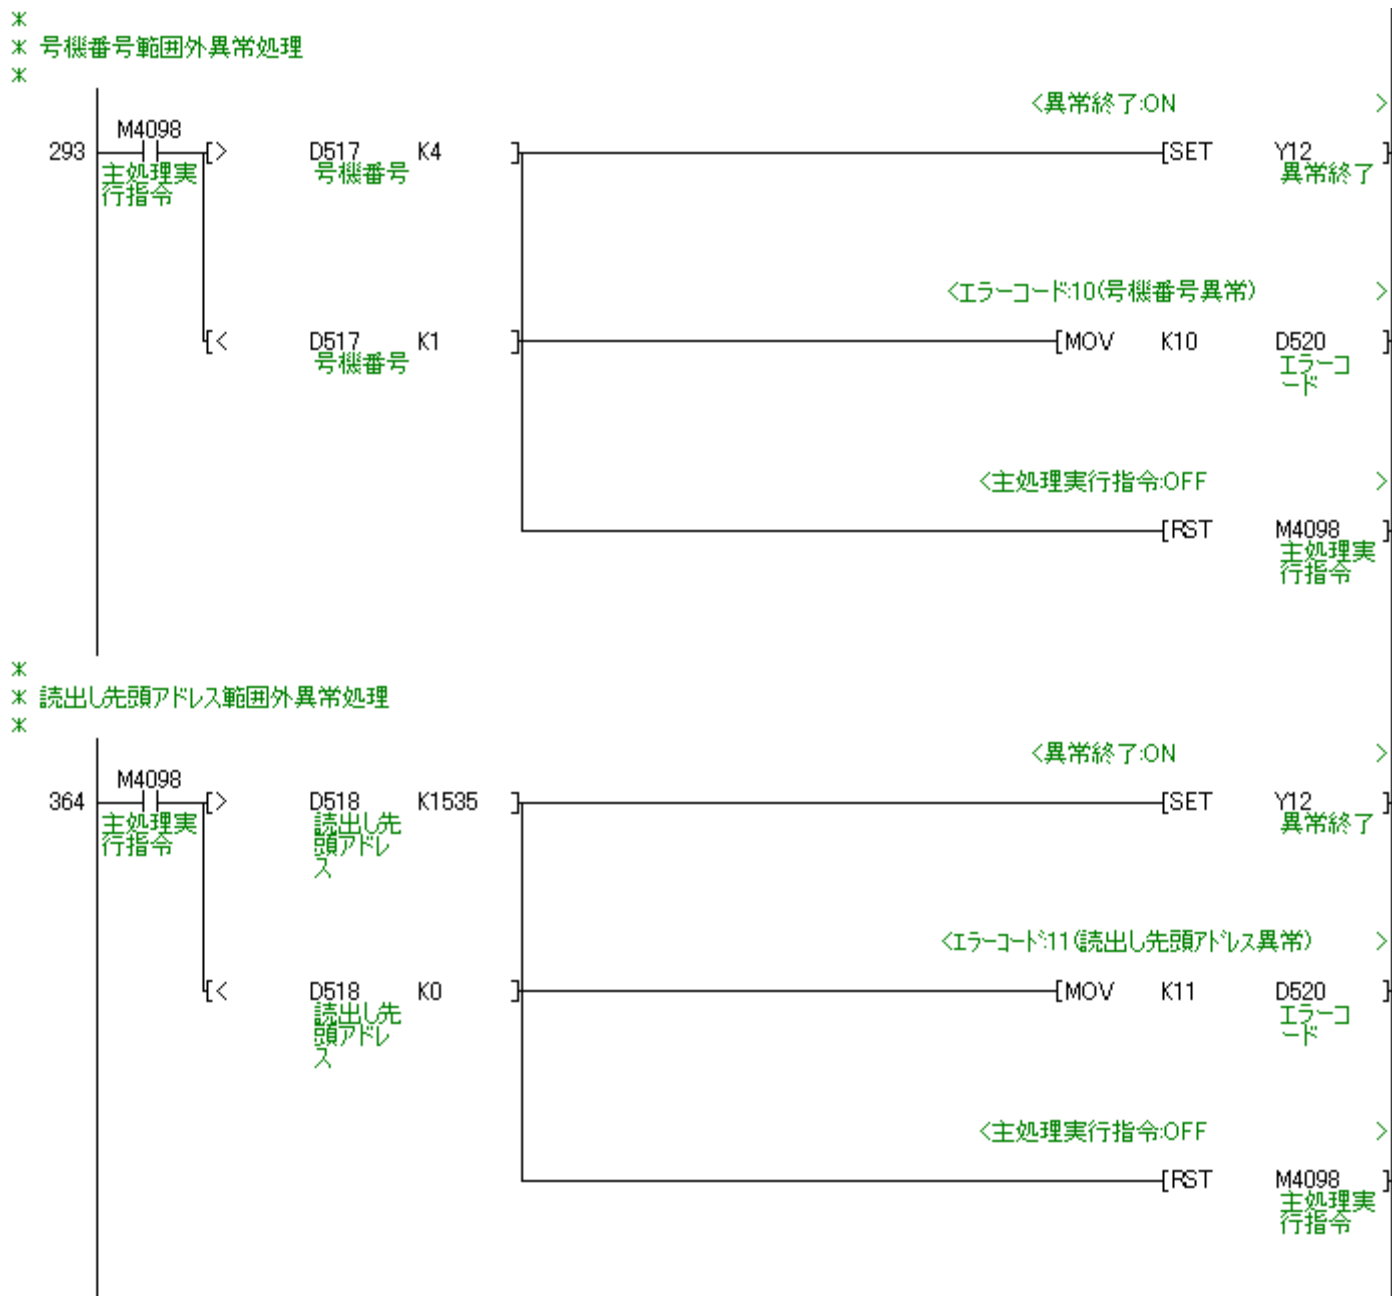 *
* 号機番号範囲外異常処理
*
<異常終了:ON >
M4098
293 [> D517 K4 ] [SET Y12 ]
主処理実
行指令
号機番号
異常終了
<エラーコード:10(号機番号異常) >
[< D517 K1 ] [MOV K10 D520 ]
号機番号
エラーコ
ード
<主処理実行指令:OFF >
[RST M4098 ]
主処理実
行指令
*
* 読出し先頭アドレス範囲外異常処理
*
<異常終了:ON >
M4098
364 [> D518 K1535 ] [SET Y12 ]
主処理実
行指令
読出し先
頭アドレ
ス
異常終了
<エラーコード:11(読出し先頭アドレス異常) >
[< D518 K0 ] [MOV K11 D520 ]
読出し先
頭アドレ
ス
エラーコ
ード
<主処理実行指令:OFF >
[RST M4098 ]
主処理実
行指令